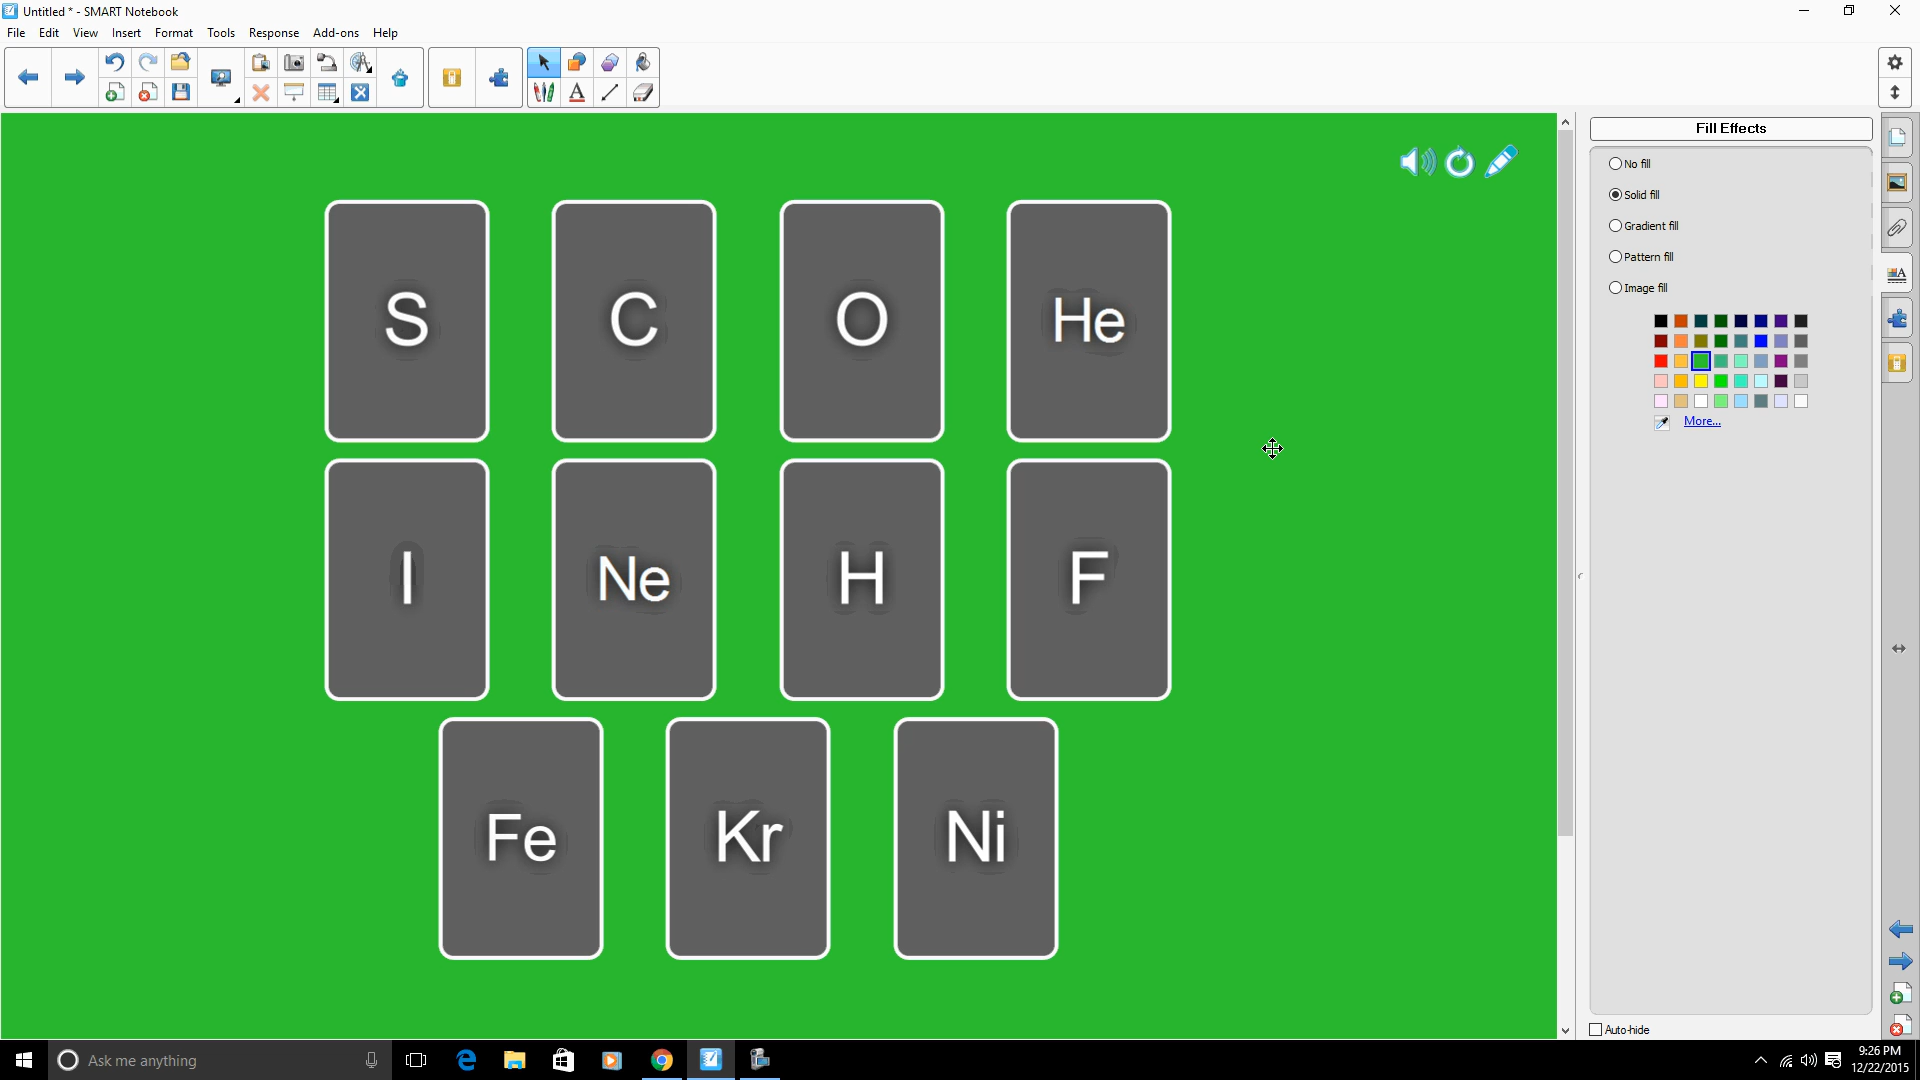 Untitled * - SMART Notebook
File Edit View Insert Format Tools Response Add-ons Help
Fill Effects
No fill
Solid fill
Gradient fill
Pattern fill
Image fill
More...
S C O He
I Ne H F
Fe Kr Ni
Auto-hide
Ask me anything
9:26 PM
12/22/2015